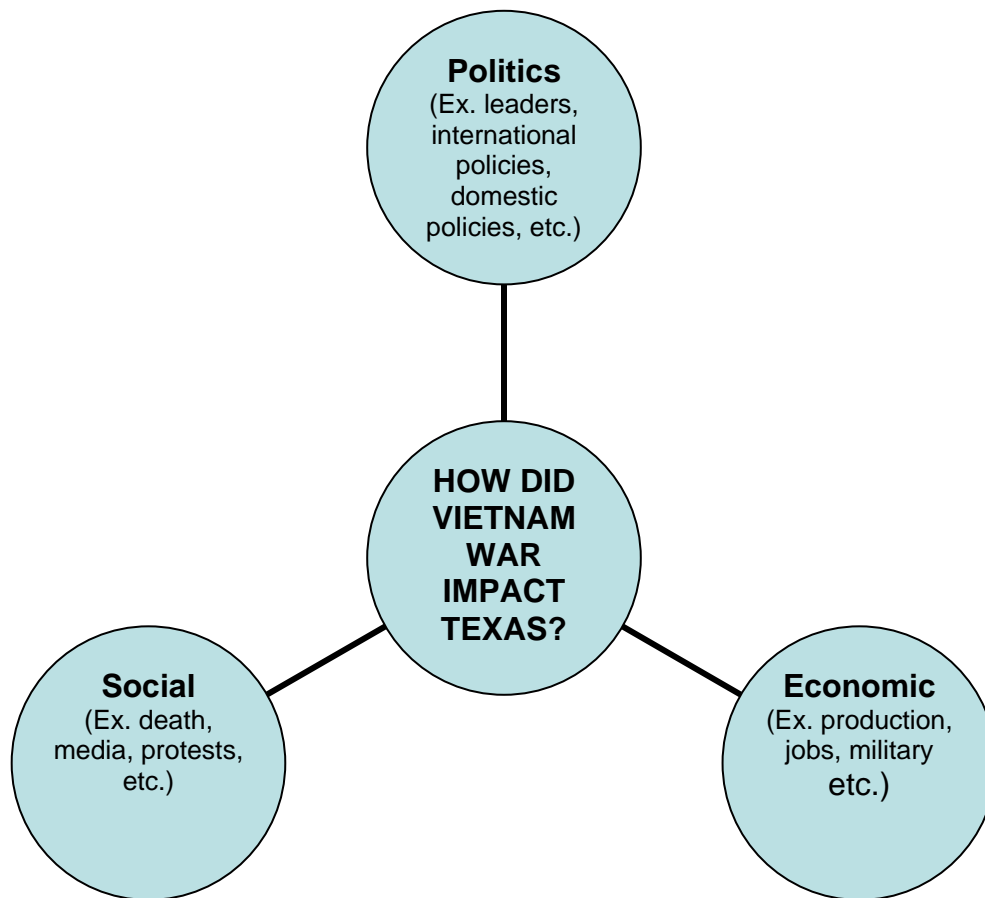 Politics
(Ex. leaders,
international
policies,
domestic
policies, etc.)
HOW DID
VIETNAM
WAR
IMPACT
TEXAS?
Social
(Ex. death,
media, protests,
etc.)
Economic
(Ex. production,
jobs, military
etc.)